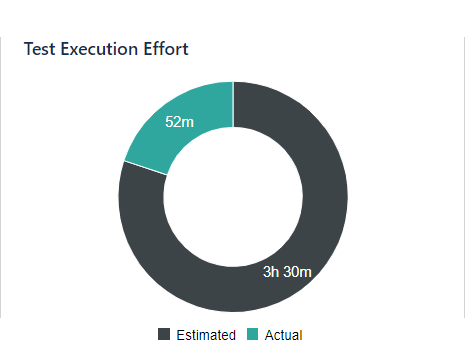 Test Execution Effort
52m
3h 30m
Estimated Actual